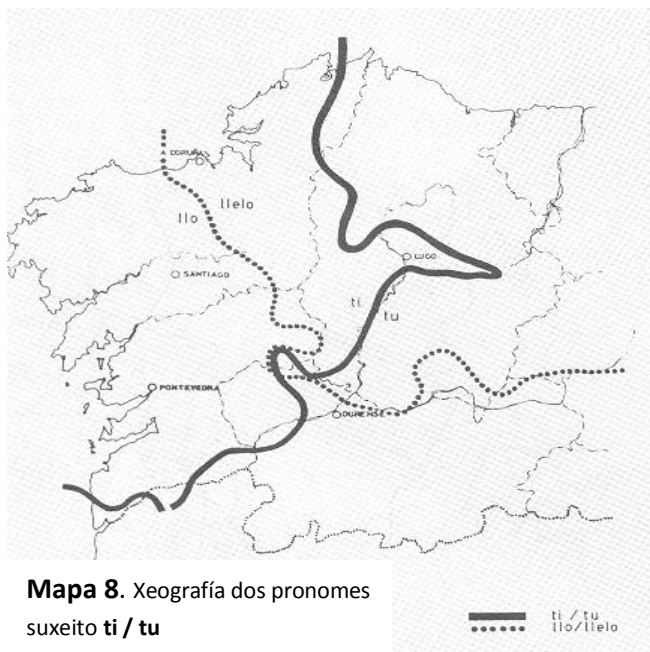 A CORUÑA
llo
llelo
SANTIAGO
LUGO
ti
tu
PONTEVEDRA
OURENSE
Mapa 8. Xeografía dos pronomes
suxeito ti / tu
ti / tu
llo/llelo